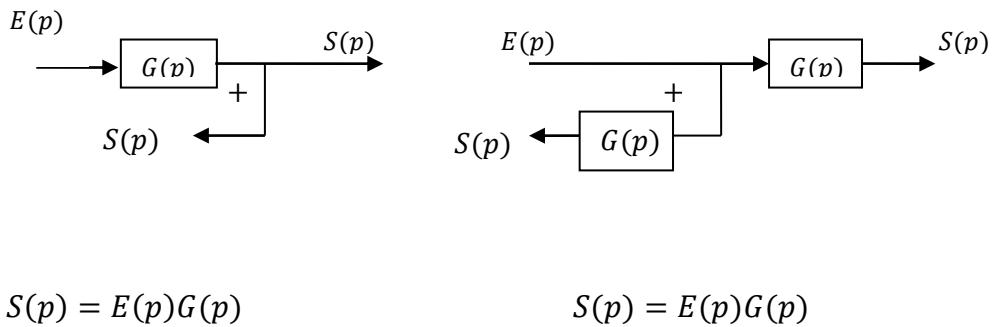 E(p) G(p) S(p)
+
S(p)
E(p) G(p) S(p)
+
S(p) G(p)
S(p) = E(p)G(p)
S(p) = E(p)G(p)